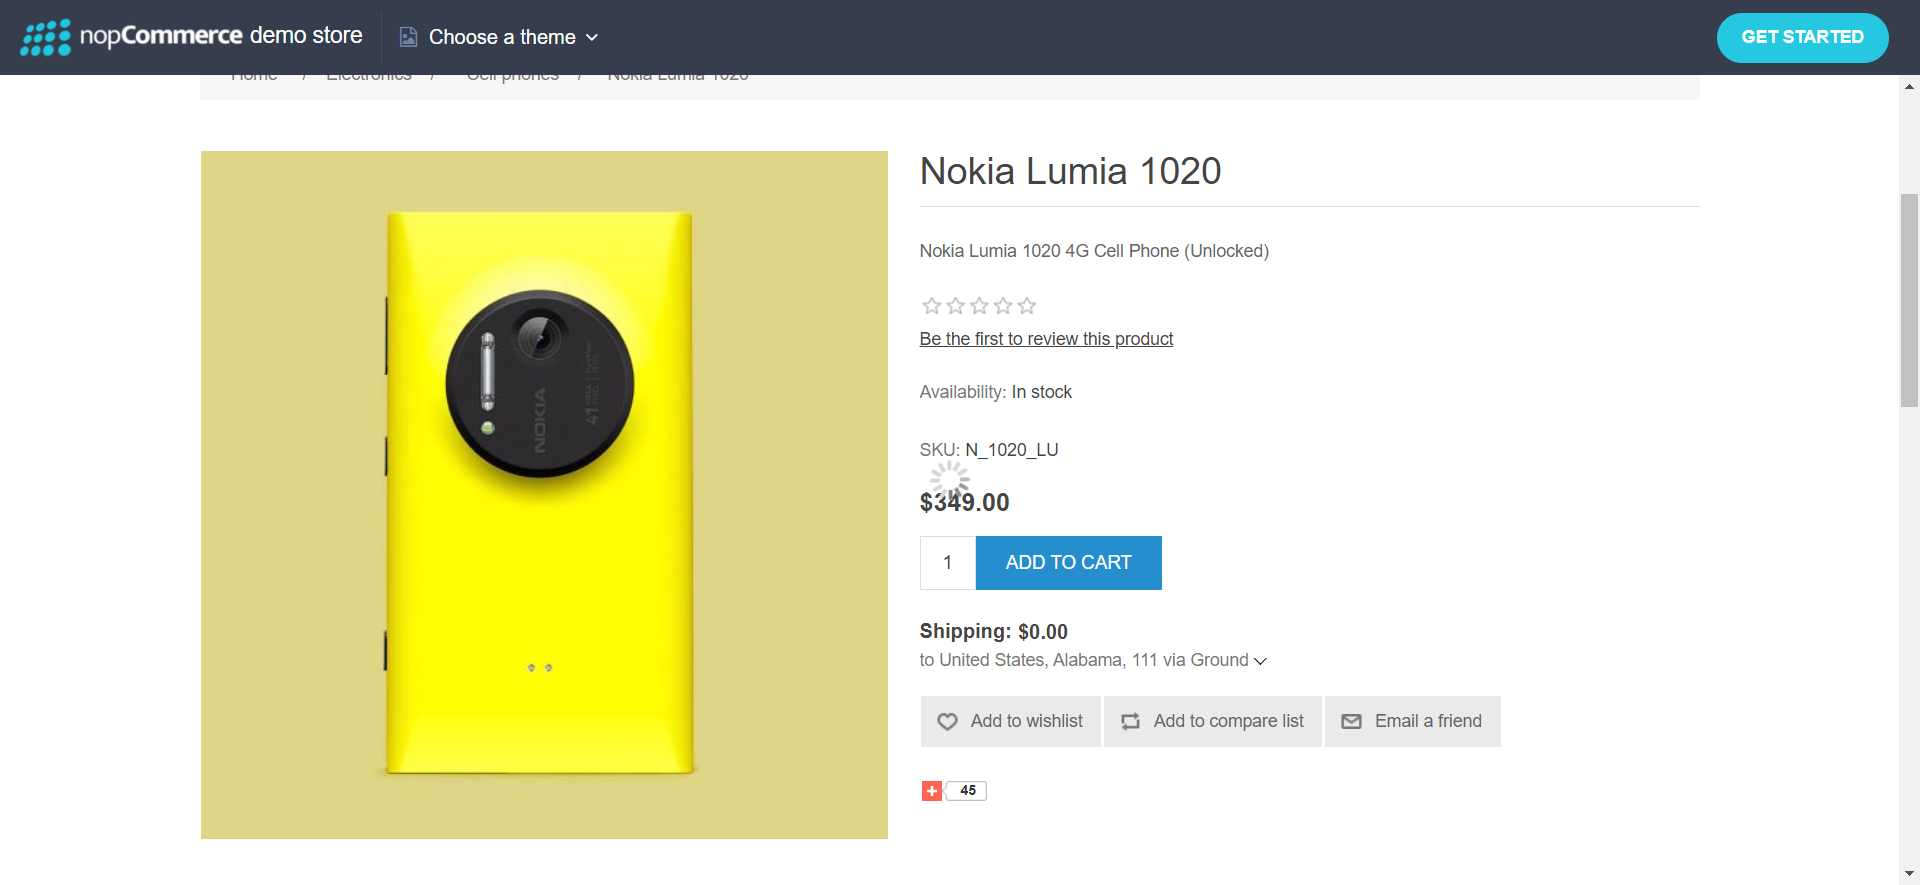 nopCommerce demo store
Choose a theme
GET STARTED
Home / Electronics / Cell phones / Nokia Lumia 1020
Nokia Lumia 1020
Nokia Lumia 1020 4G Cell Phone (Unlocked)
Be the first to review this product
Availability: In stock
SKU: N_1020_LU
$349.00
1
ADD TO CART
Shipping: $0.00
to United States, Alabama, 111 via Ground
Add to wishlist
Add to compare list
Email a friend
45
NOKIA
41